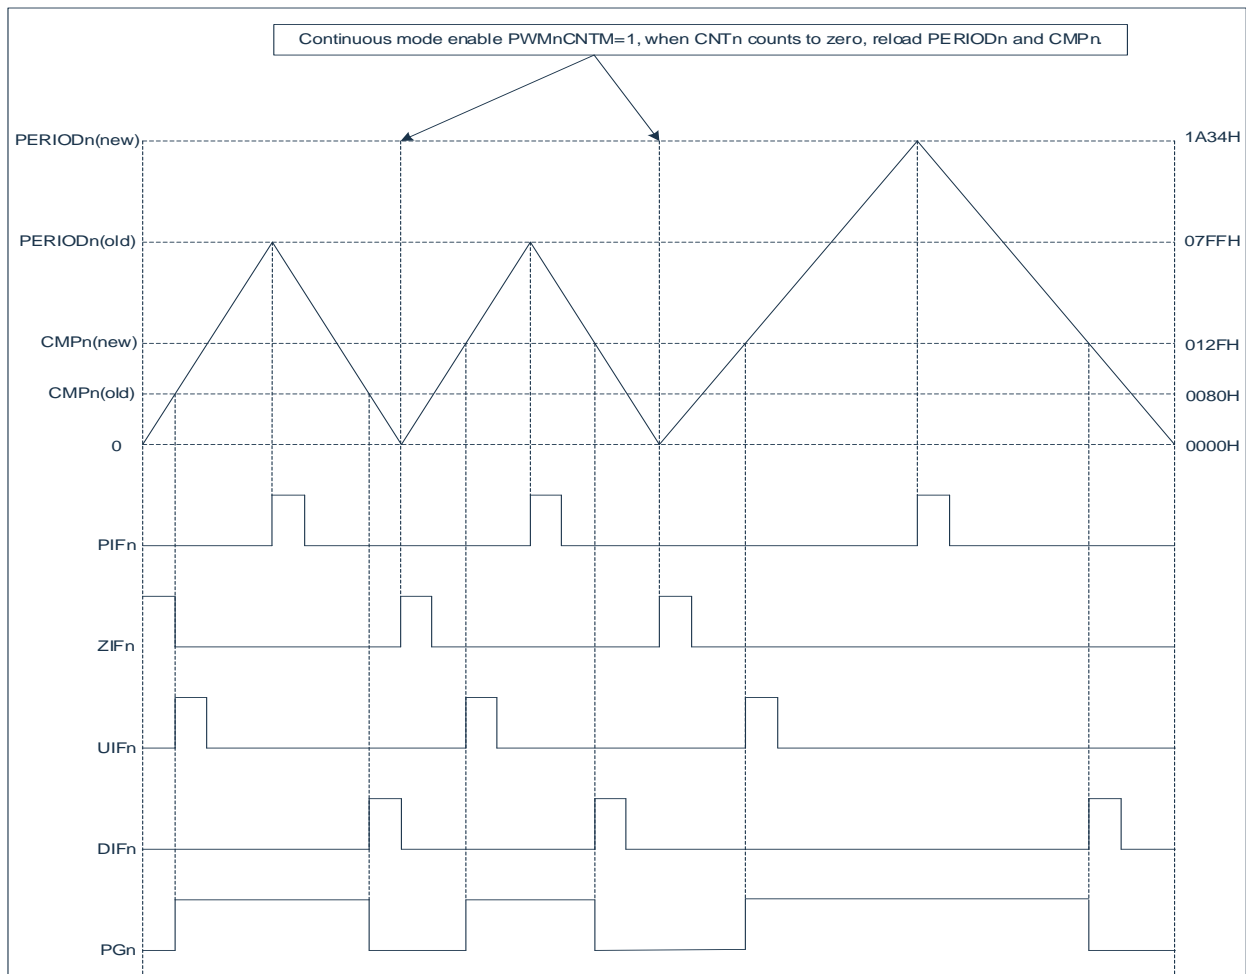 Continuous mode enable PWMnCNTM=1, when CNTn counts to zero, reload PERIODn and CMPn.
PERIODn(new)
1A34H
PERIODn(old)
07FFH
CMPn(new)
012FH
CMPn(old)
0080H
0
0000H
PIFn
ZIFn
UIFn
DIFn
PGn